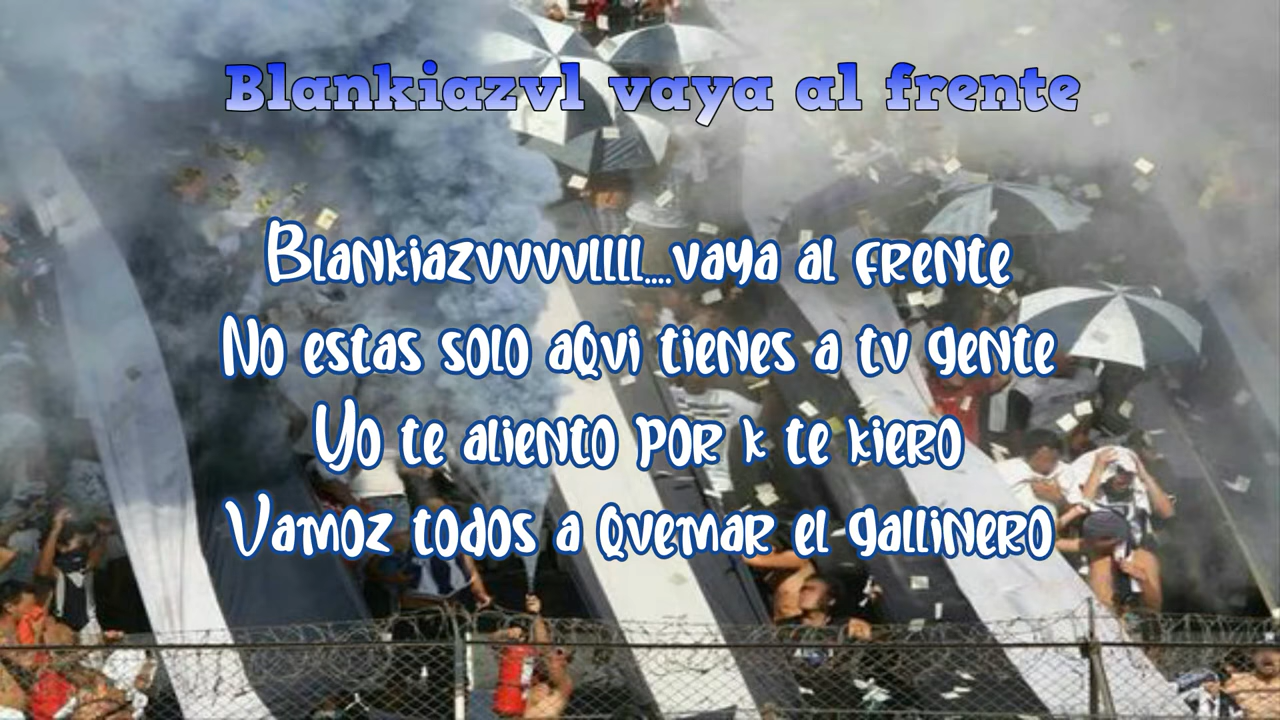 Blankiazvl vaya al frente
Blankiazvvvvllll....vaya al frente
No estas solo aqvi tienes a tv gente
Yo te aliento por k te kiero
Vamoz todos a qvemar el gallinero